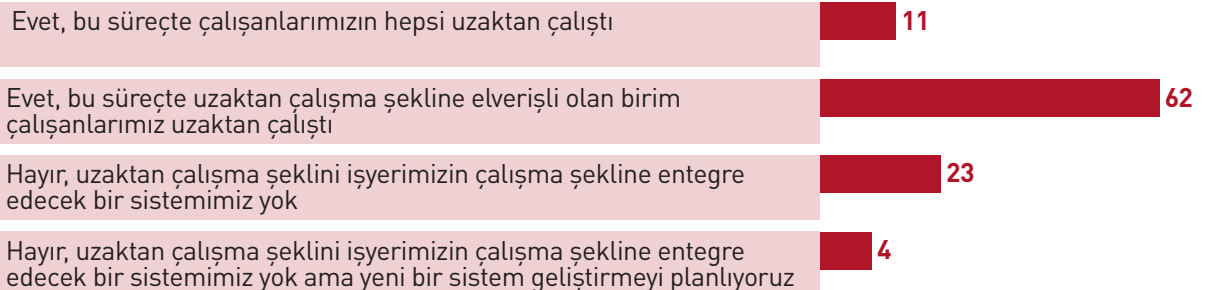 Evet, bu süreçte çalışanlarımızın hepsi uzaktan çalıştı
11
Evet, bu süreçte uzaktan çalışma şekline elverişli olan birim
çalışanlarımız uzaktan çalıştı
62
Hayır, uzaktan çalışma şeklini işyerimizin çalışma şekline entegre
edecek bir sistemimiz yok
23
Hayır, uzaktan çalışma şeklini işyerimizin çalışma şekline entegre
edecek bir sistemimiz yok ama yeni bir sistem geliştirmeyi planlıyoruz
4